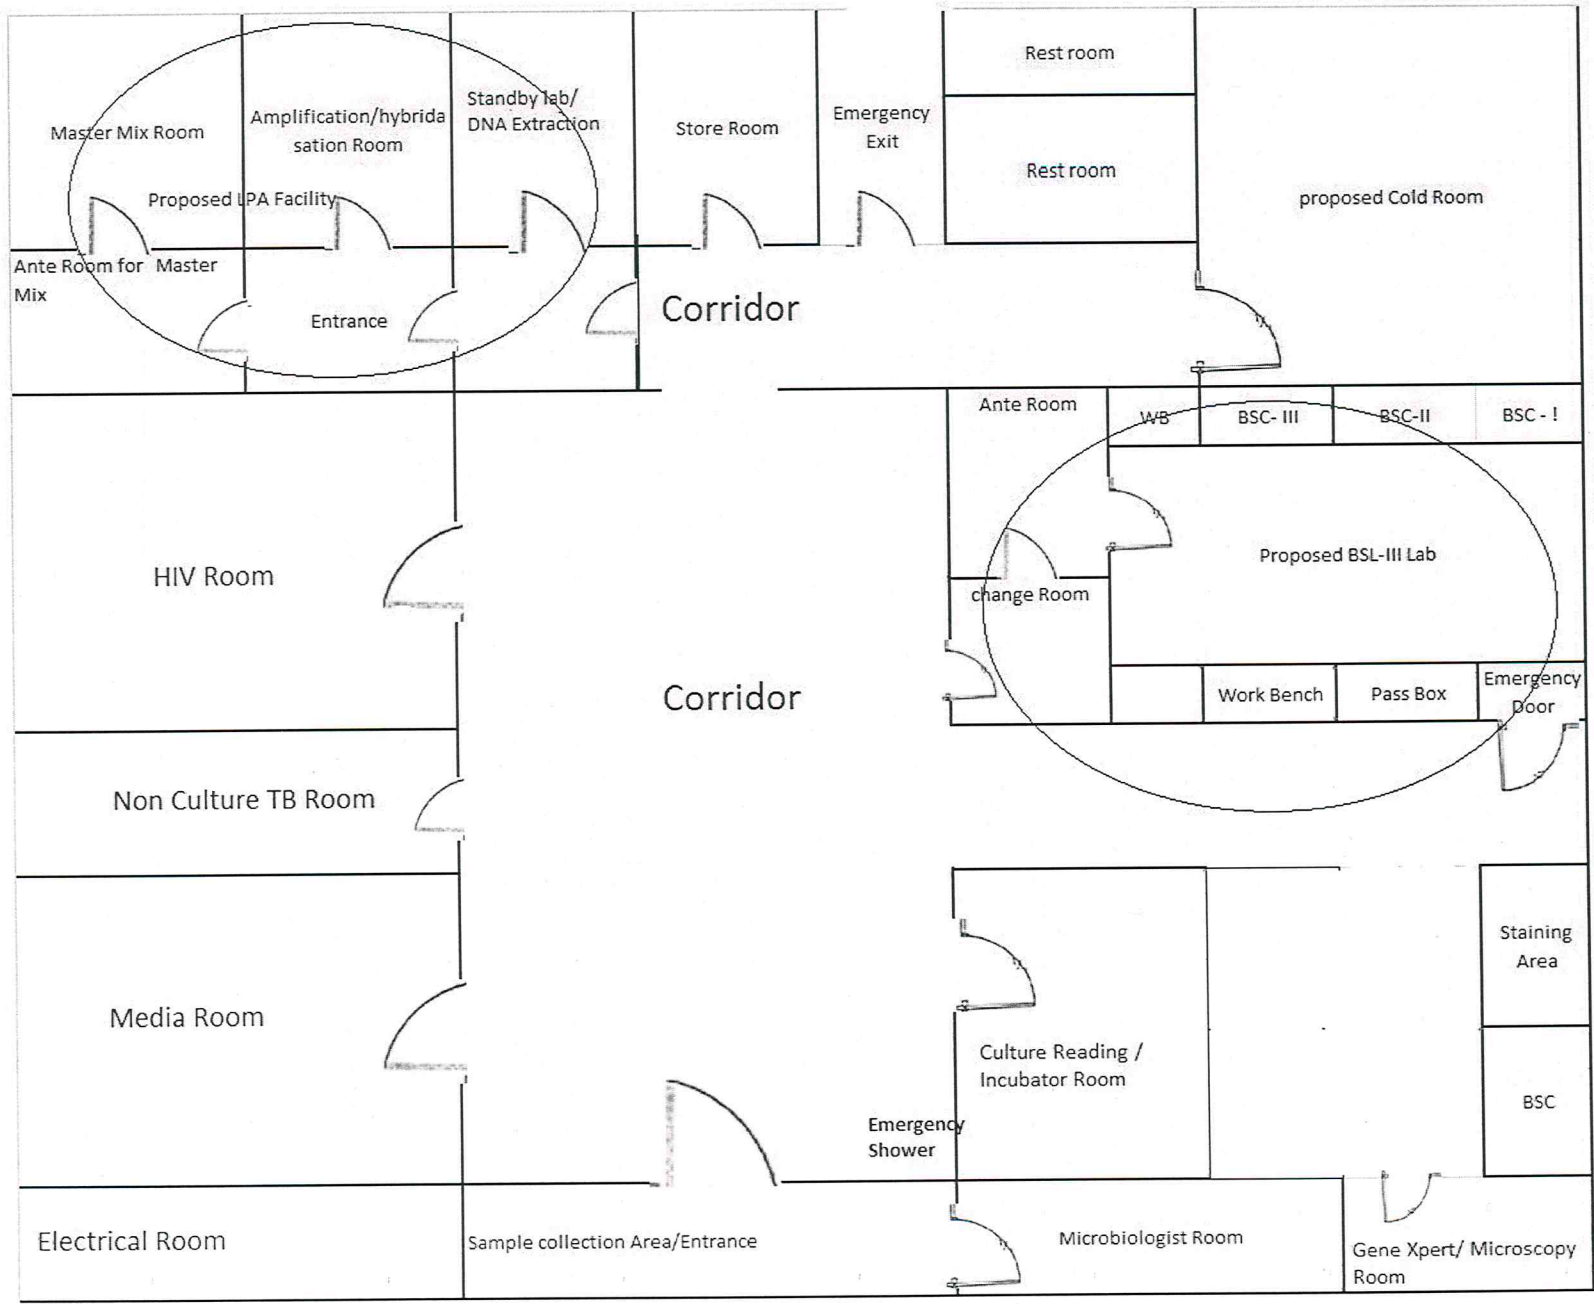 Master Mix Room
Amplification/hybrida
sation Room
Standby lab/
DNA Extraction
Store Room
Emergency
Exit
Rest room
Rest room
proposed Cold Room
Proposed LPA Facility
Ante Room for Master
Mix
Entrance
Corridor
Ante Room
WB
BSC- III
BSC-II
BSC - !
HIV Room
Proposed BSL-III Lab
change Room
Corridor
Work Bench
Pass Box
Emergency
Door
Non Culture TB Room
Media Room
Staining
Area
Culture Reading /
Incubator Room
BSC
Emergency
Shower
Electrical Room
Sample collection Area/Entrance
Microbiologist Room
Gene Xpert/ Microscopy
Room